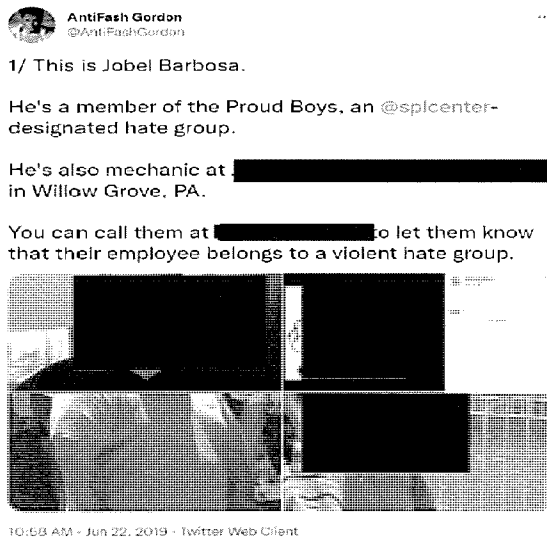 AntiFash Gordon
@AntiFashGordon
1/ This is Jobel Barbosa.
He's a member of the Proud Boys, an @splcenter-
designated hate group.
He's also mechanic at
in Willow Grove, PA.
You can call them at to let them know
that their employee belongs to a violent hate group.
10:58 AM - Jun 22, 2019 - Twitter Web Client